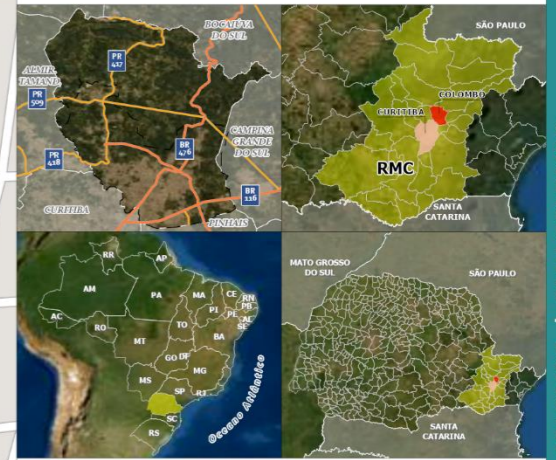 BOCAIÚVA
DO SUL
PR
417
ALMIR.
TAMAND.
PR
509
CAMPINA
GRANDE
DO SUL
BR
476
PR
418
BR
116
CURITIBA
PINHAIS
SÃO PAULO
COLOMBO
CURITIBA
RMC
SANTA
CATARINA
RR
AP
AM
PA
MA
CE
RN
PB
PE
AL
SE
PI
AC
RO
TO
BA
MT
GO
DF
MG
MS
SP
RJ
SC
RS
Oceano Atlântico
MATO GROSSO
DO SUL
SÃO PAULO
SANTA
CATARINA